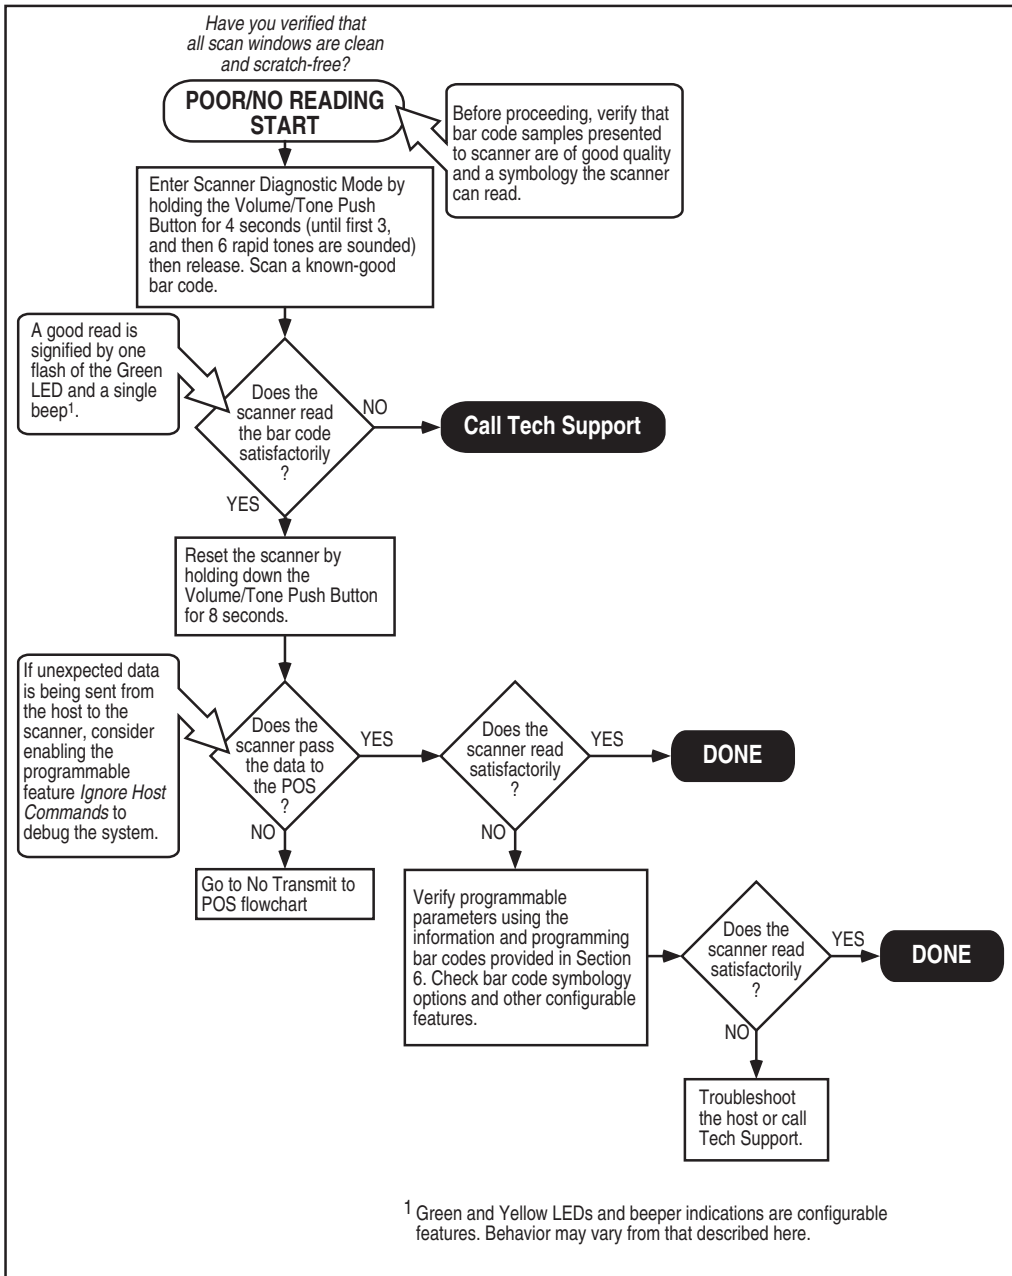 Have you verified that
all scan windows are clean
and scratch-free?
POOR/NO READING
START
Before proceeding, verify that
bar code samples presented
to scanner are of good quality
and a symbology the scanner
can read.
Enter Scanner Diagnostic Mode by
holding the Volume/Tone Push
Button for 4 seconds (until first 3,
and then 6 rapid tones are sounded)
then release. Scan a known-good
bar code.
A good read is
signified by one
flash of the Green
LED and a single
beep1.
Does the
scanner read
the bar code
satisfactorily
?
NO
Call Tech Support
YES
Reset the scanner by
holding down the
Volume/Tone Push Button
for 8 seconds.
If unexpected data
is being sent from
the host to the
scanner, consider
enabling the
programmable
feature Ignore Host
Commands to
debug the system.
Does the
scanner pass
the data to
the POS
?
YES
Does the
scanner read
satisfactorily
?
YES
DONE
NO
Go to No Transmit to
POS flowchart
NO
Verify programmable
parameters using the
information and programming
bar codes provided in Section
6. Check bar code symbology
options and other configurable
features.
Does the
scanner read
satisfactorily
?
YES
DONE
NO
Troubleshoot
the host or call
Tech Support.
1 Green and Yellow LEDs and beeper indications are configurable
features. Behavior may vary from that described here.